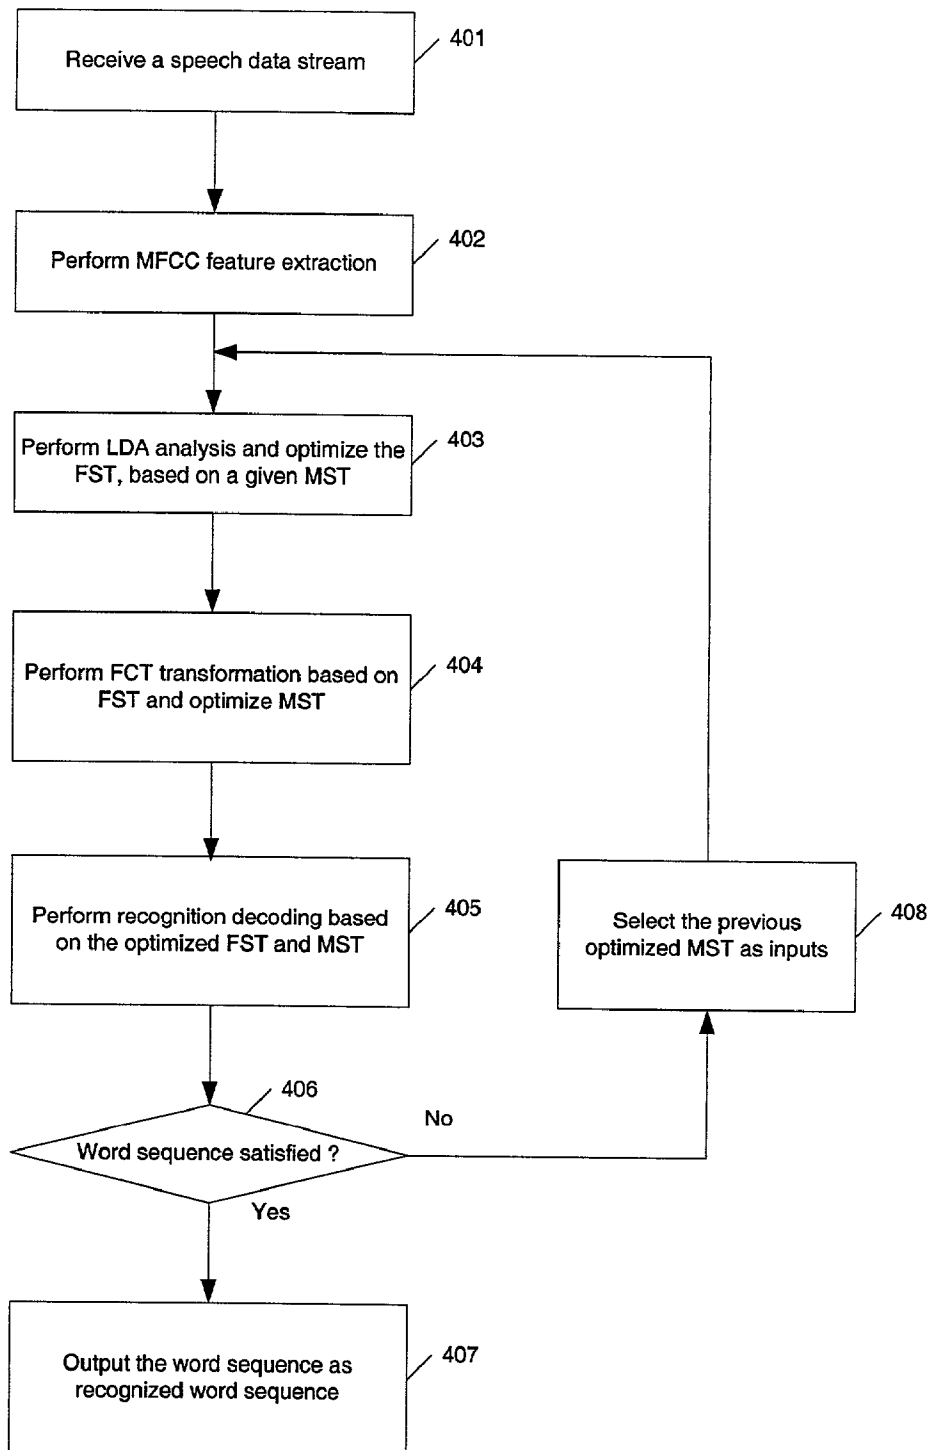 Receive a speech data stream
401
Perform MFCC feature extraction
402
Perform LDA analysis and optimize the
FST, based on a given MST
403
Perform FCT transformation based on
FST and optimize MST
404
Perform recognition decoding based
on the optimized FST and MST
405
Select the previous
optimized MST as inputs
408
406
Word sequence satisfied ?
No
Yes
Output the word sequence as
recognized word sequence
407